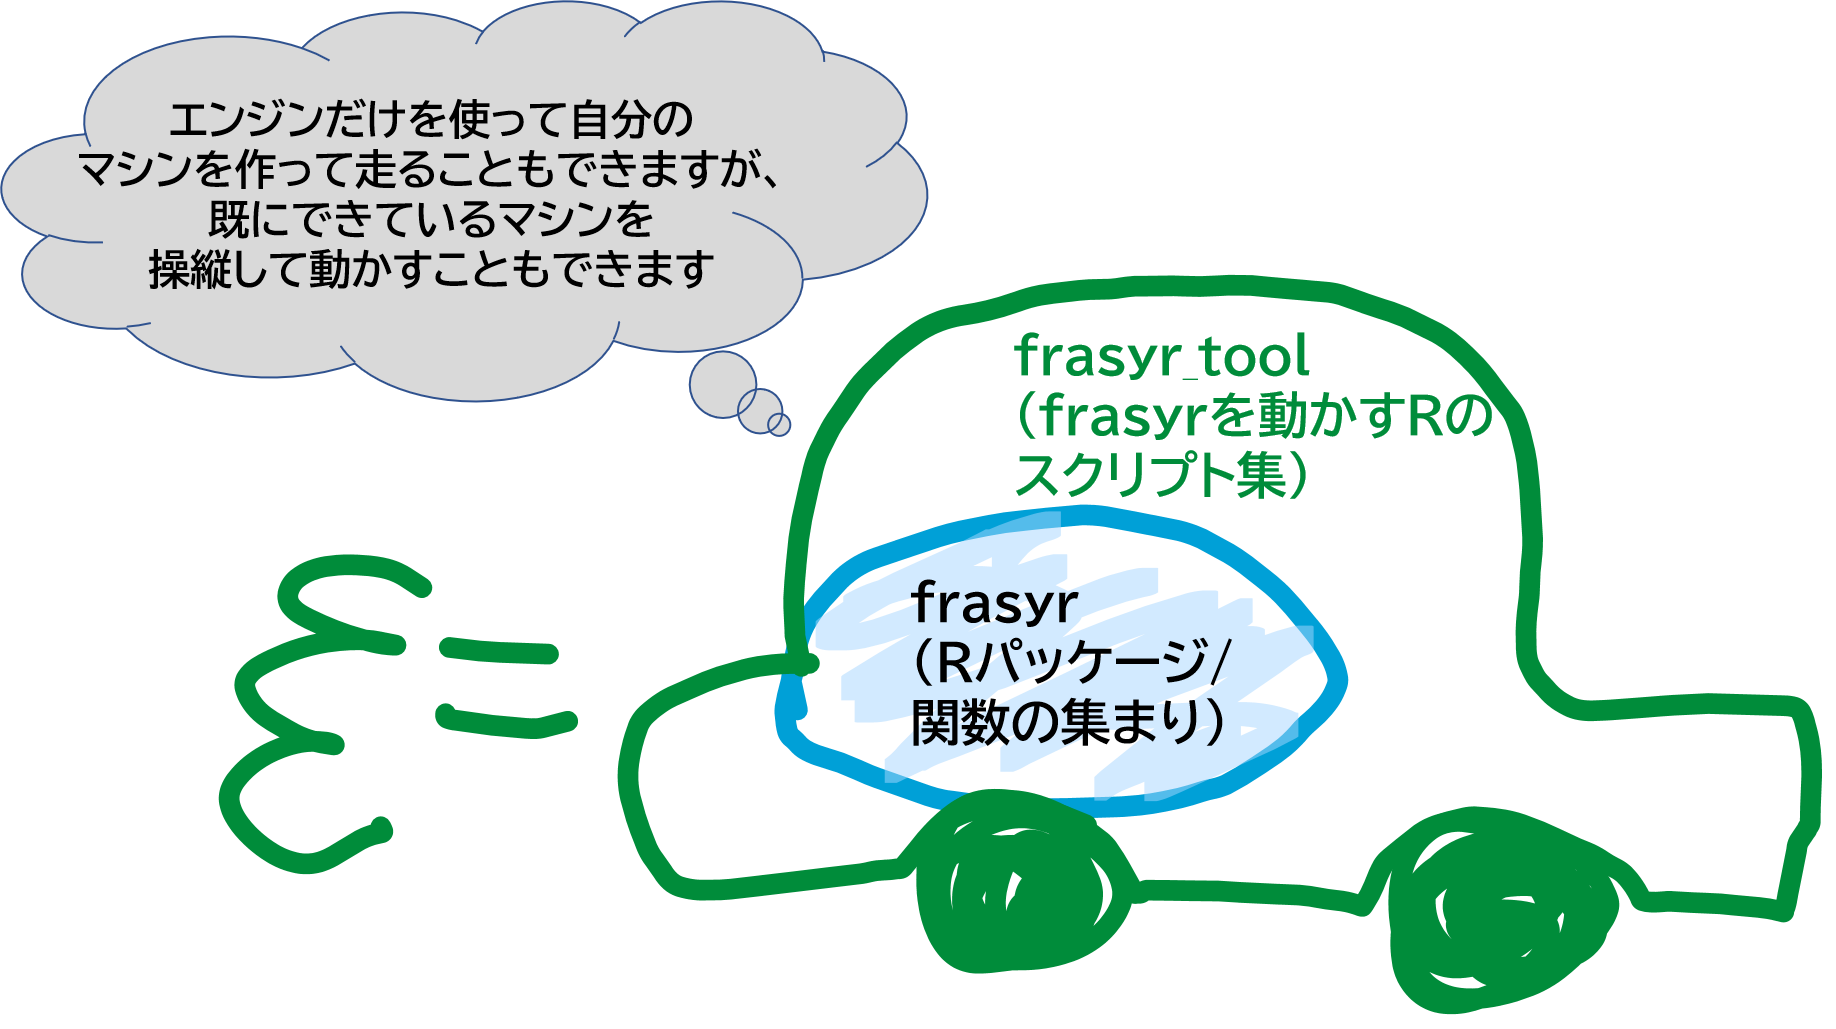 エンジンだけを使って自分の
マシンを作って走ることもできますが、
既にできているマシンを
操縦して動かすこともできます
frasyr_tool
（frasyrを動かすRの
スクリプト集）
frasyr
（Rパッケージ/
関数の集まり）